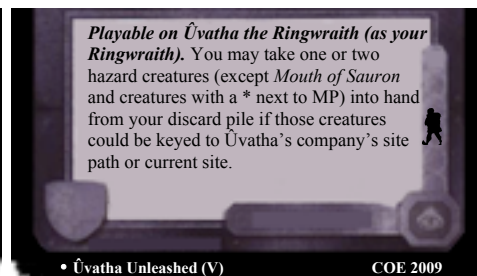 Playable on Ûvatha the Ringwraith (as your
Ringwraith). You may take one or two
hazard creatures (except Mouth of Sauron
and creatures with a * next to MP) into hand
from your discard pile if those creatures
could be keyed to Ûvatha's company's site
path or current site.
• Ûvatha Unleashed (V) COE 2009